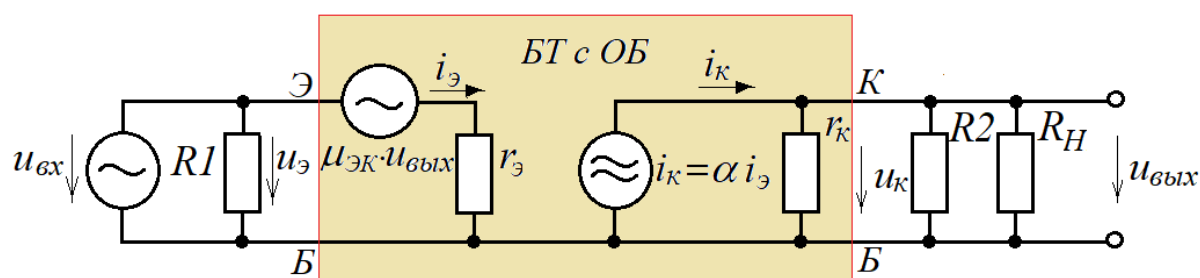 БТ с ОБ
Э
iэ
iк
К
uвх
R1
uэ
μЭК·uвых
rэ
iк=α iэ
rк
uк
R2
RН
uвых
Б
Б